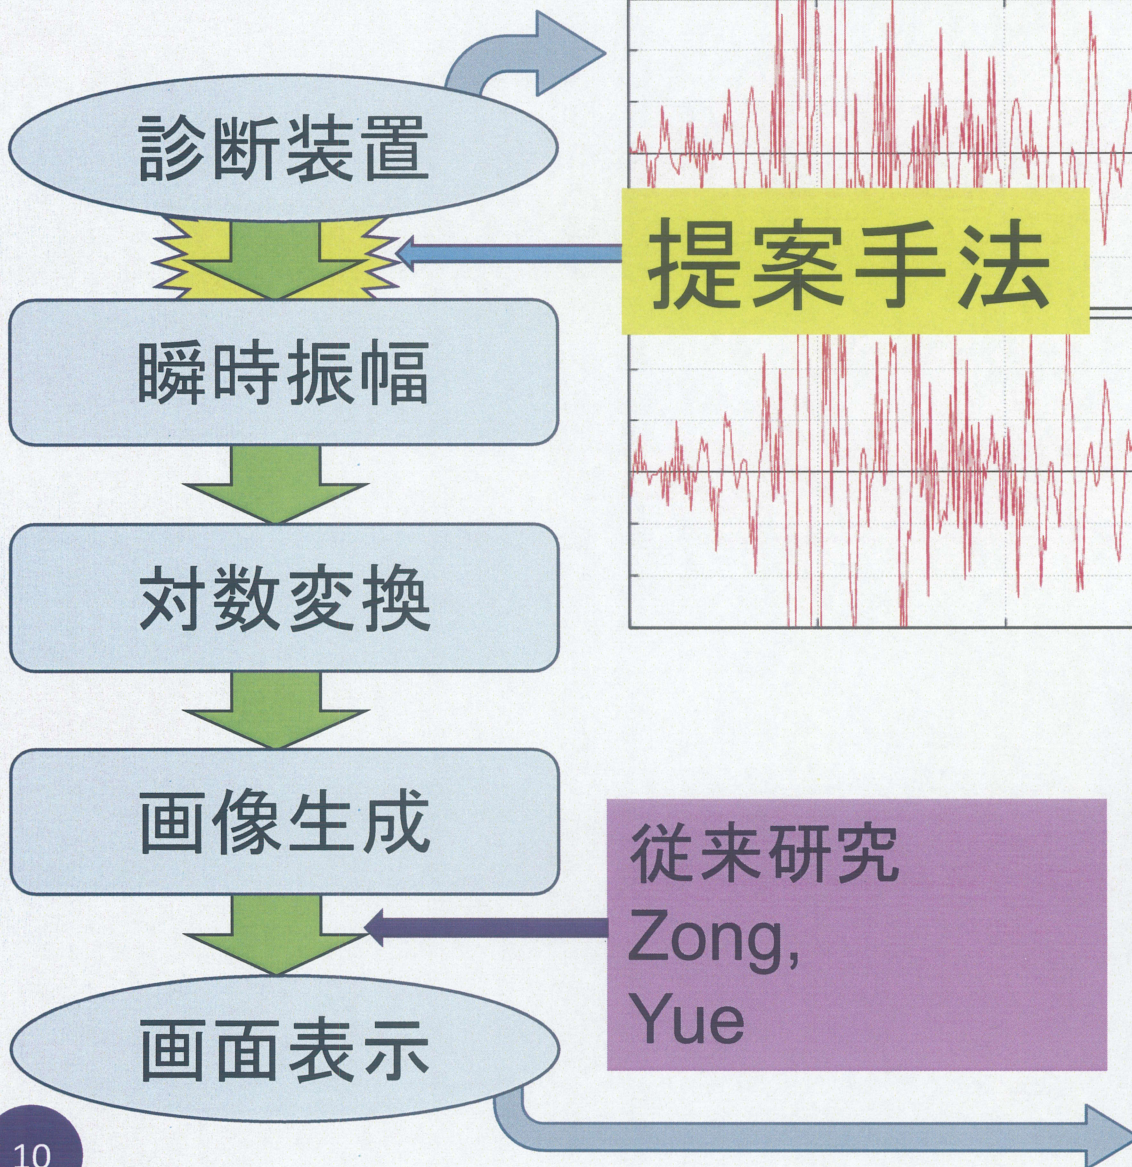 診断装置
提案手法
瞬時振幅
対数変換
画像生成
従来研究
Zong,
Yue
画面表示
10